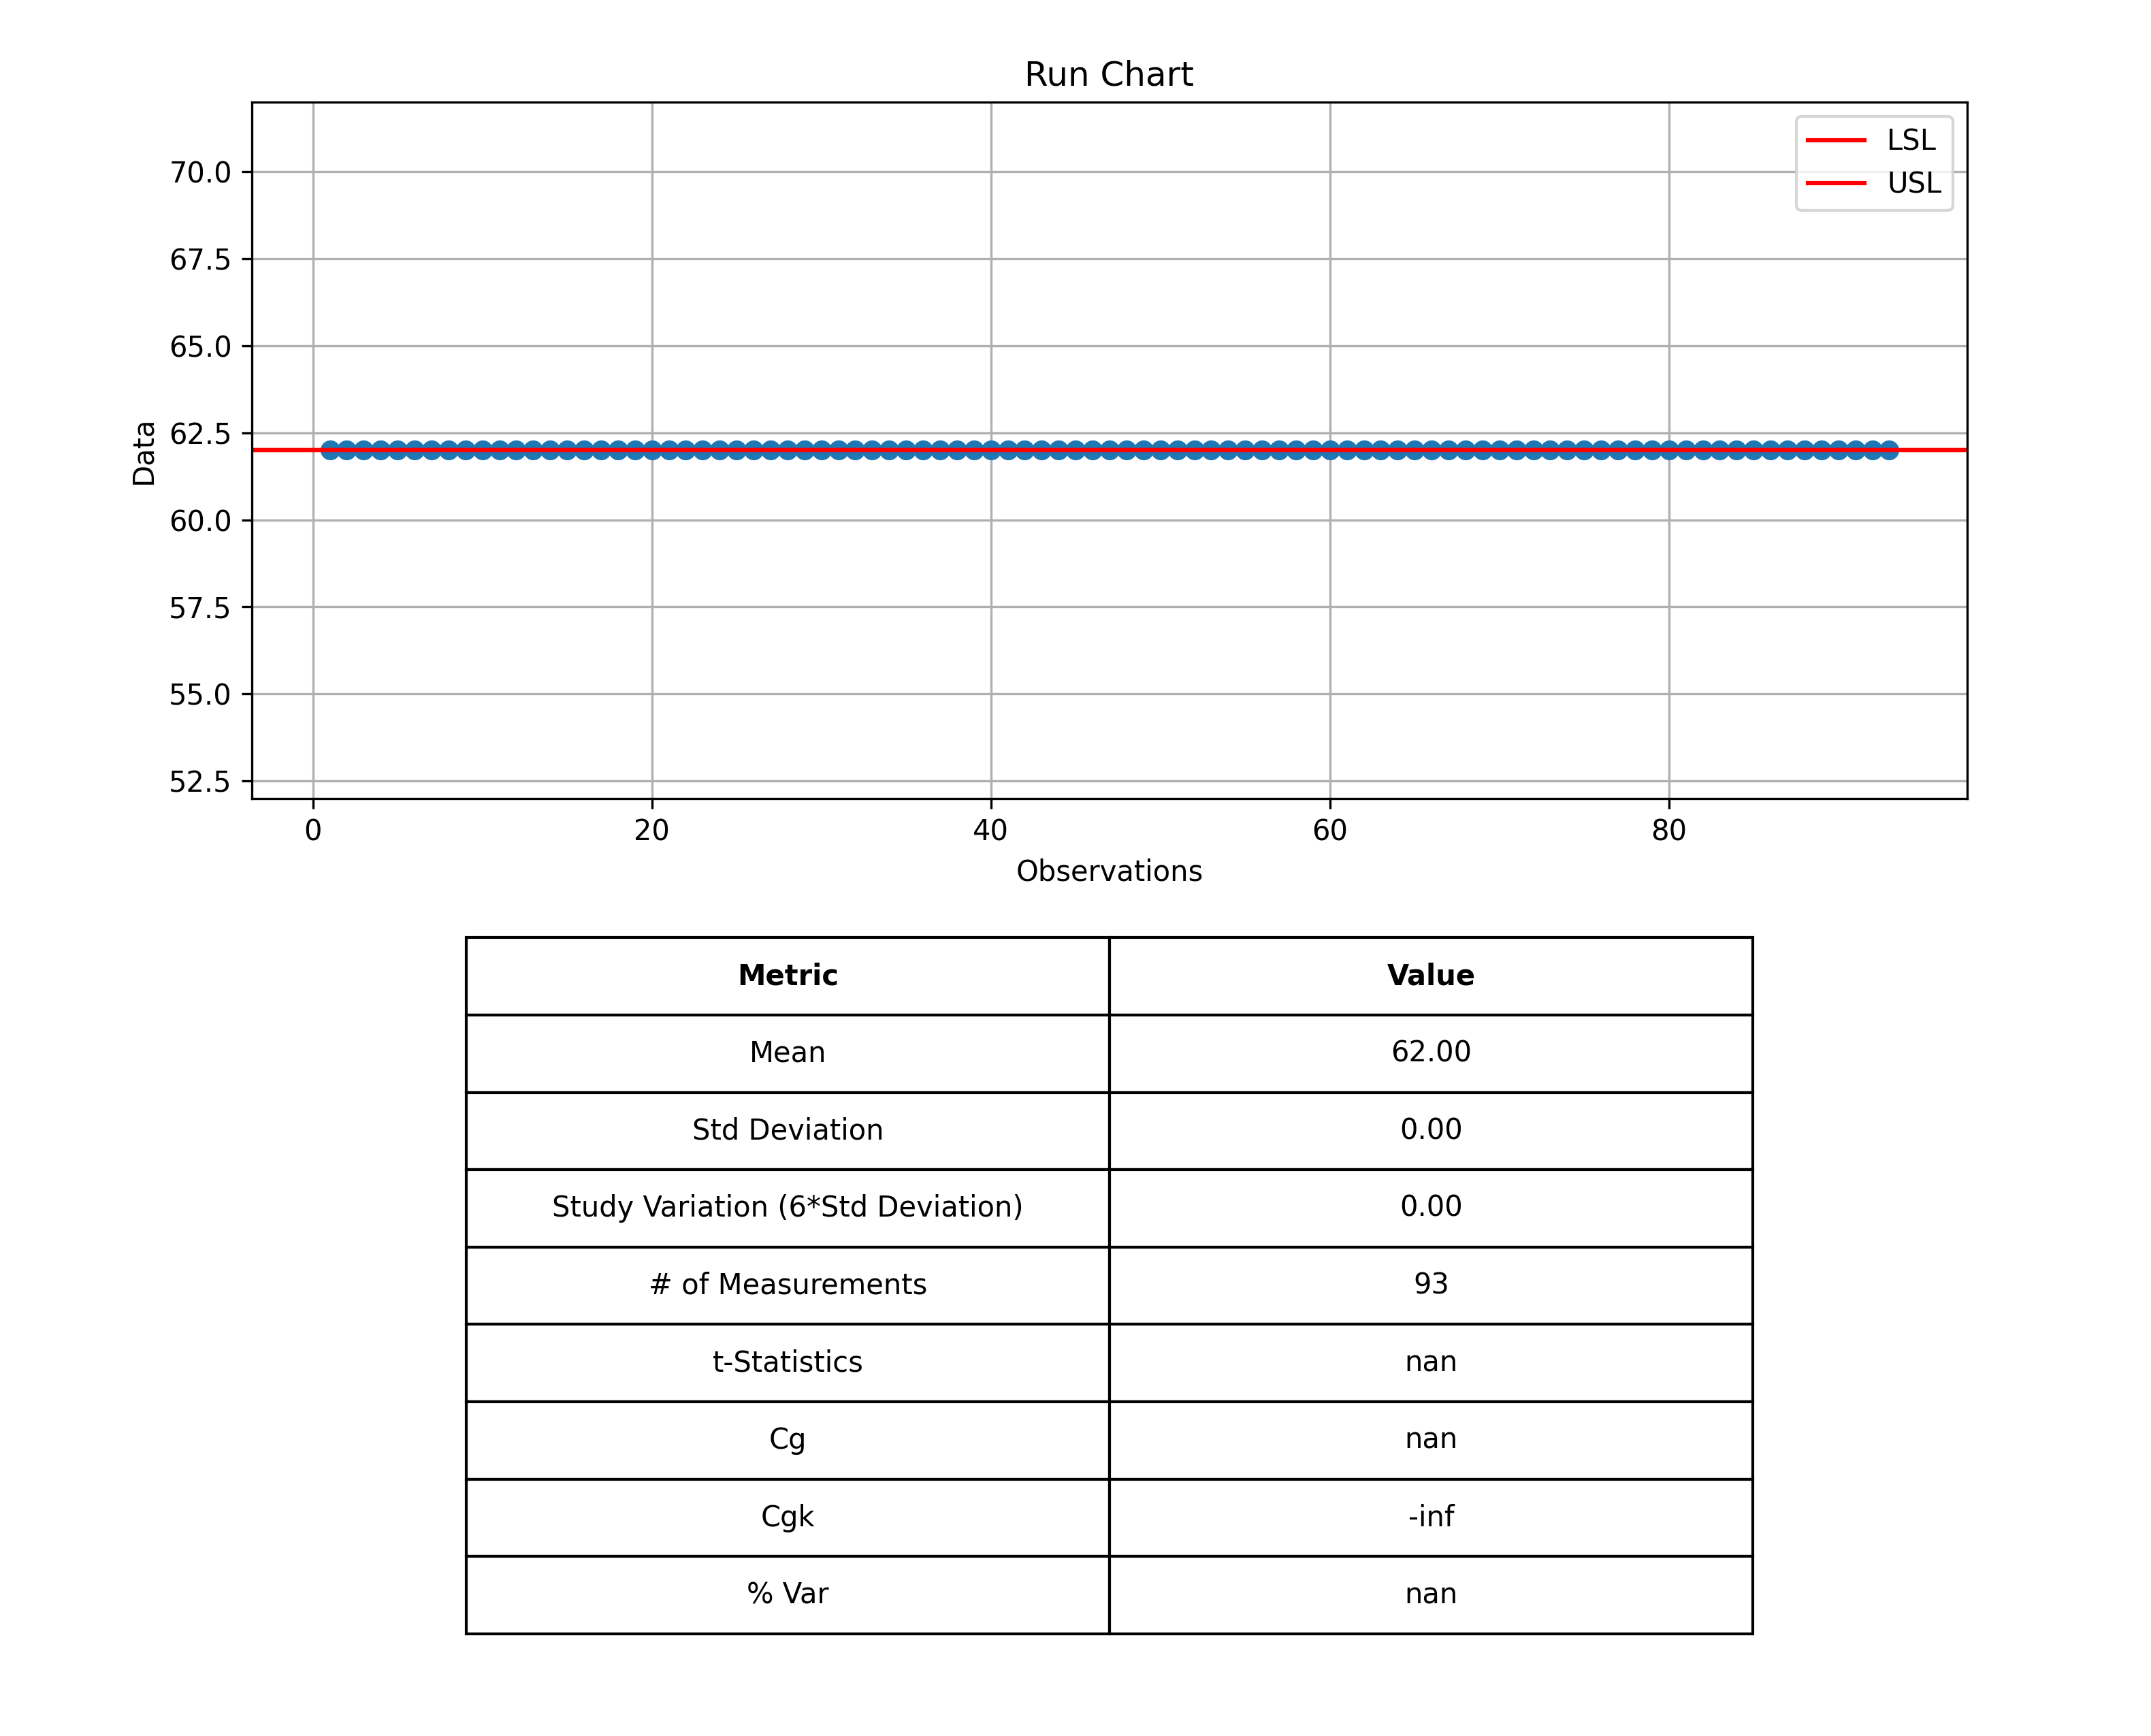 Run Chart
LSL
USL
70.0
67.5
65.0
62.5
60.0
57.5
55.0
52.5
Data
0 20 40 60 80
Observations
Metric Value
Mean 62.00
Std Deviation 0.00
Study Variation (6*Std Deviation) 0.00
# of Measurements 93
t-Statistics nan
Cg nan
Cgk -inf
% Var nan